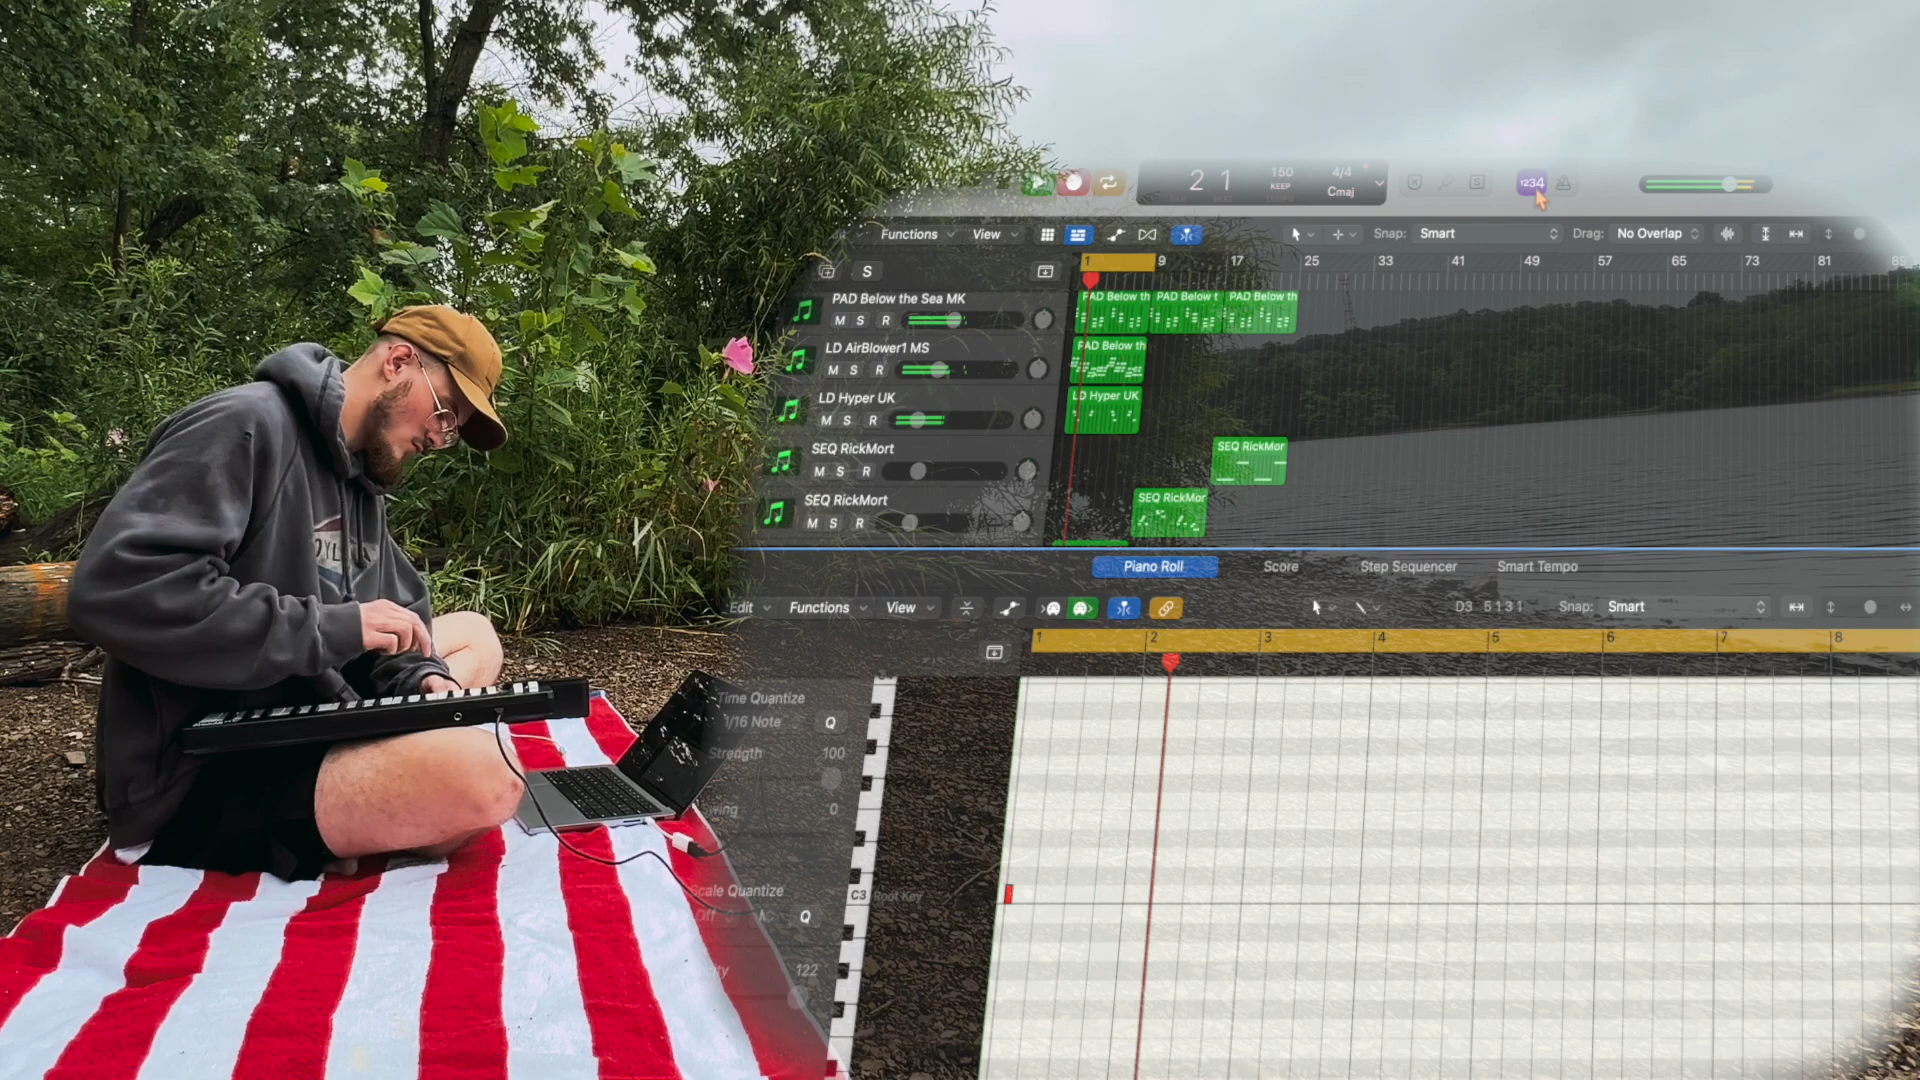 2 1 150 4/4
KEEP Cmaj
1234
Functions View Snap: Smart Drag: No Overlap
S 1 9 17 25 33 41 49 57 65 73 81 89
PAD Below the Sea MK
M S R
PAD Below th PAD Below t PAD Below th
LD AirBlower1 MS
M S R
PAD Below th
LD Hyper UK
M S R
LD Hyper UK
SEQ RickMort
M S R
SEQ RickMor
SEQ RickMort
M S R
SEQ RickMor
Piano Roll Score Step Sequencer Smart Tempo
Edit Functions View D3 5 1 3 1 Snap: Smart
1 2 3 4 5 6 7 8
Time Quantize
1/16 Note Q
Strength 100
0
Scale Quantize
Off Q
122
C3 Root Key